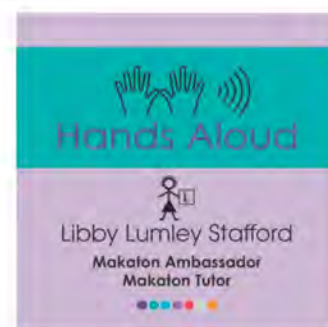 Hands Aloud
L
Libby Lumley Stafford
Makaton Ambassador
Makaton Tutor